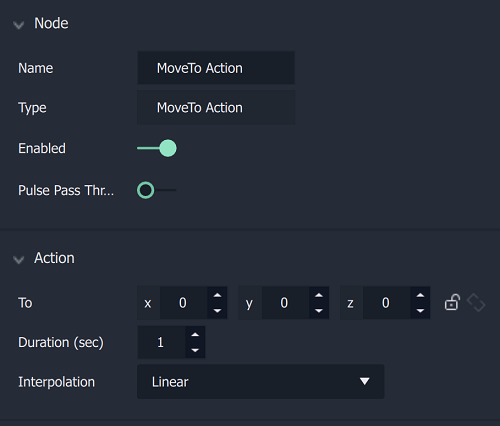 Node
Name MoveTo Action
Type MoveTo Action
Enabled
Pulse Pass Thr...
Action
To x 0 y 0 z 0
Duration (sec) 1
Interpolation Linear